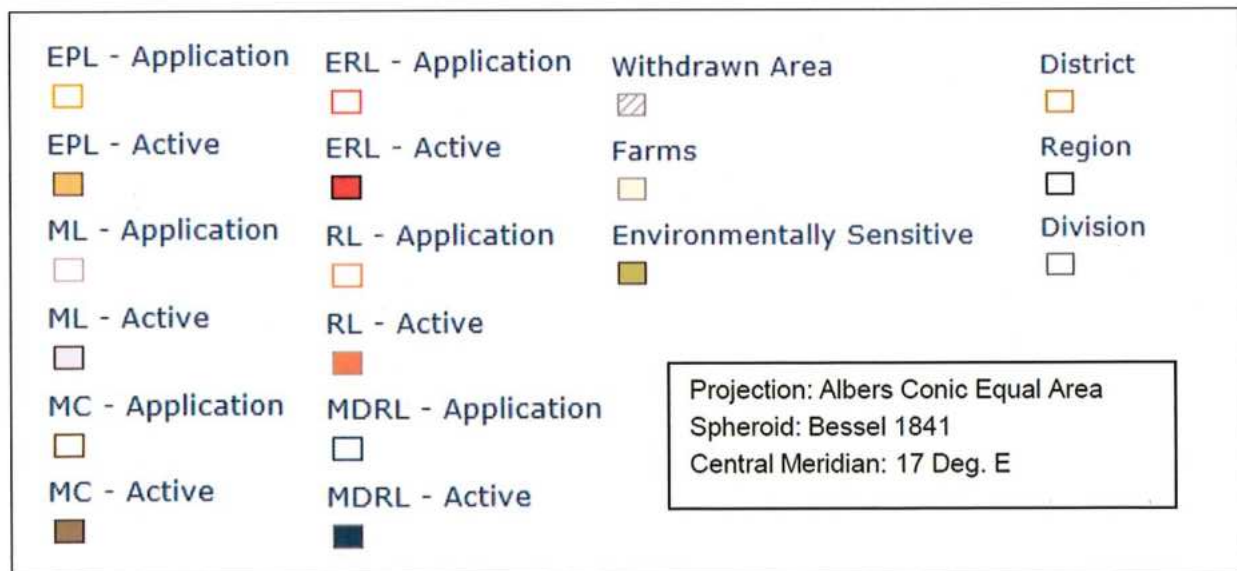 EPL - Application
EPL - Active
ML - Application
ML - Active
MC - Application
MC - Active
ERL - Application
ERL - Active
RL - Application
RL - Active
MDRL - Application
MDRL - Active
Withdrawn Area
Farms
Environmentally Sensitive
District
Region
Division
Projection: Albers Conic Equal Area
Spheroid: Bessel 1841
Central Meridian: 17 Deg. E